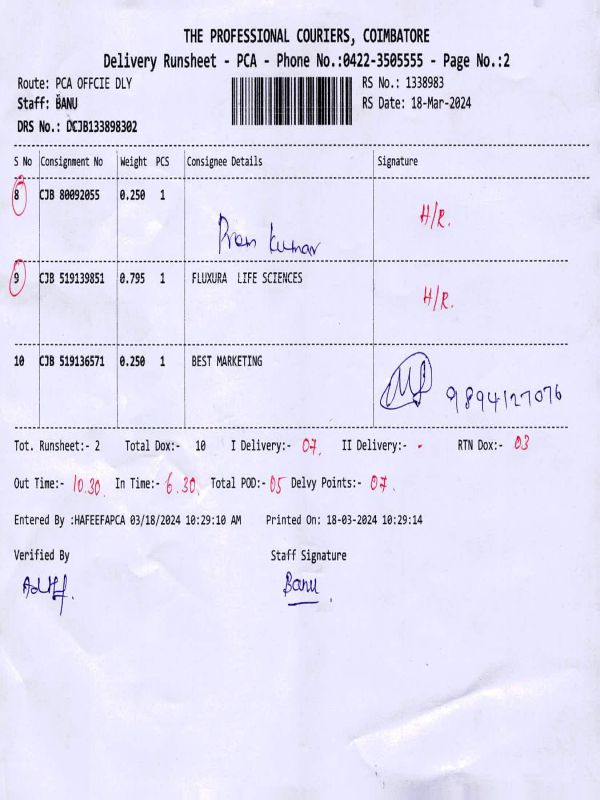 THE PROFESSIONAL COURIERS, COIMBATORE
Delivery Runsheet - PCA - Phone No.:0422-3505555 - Page No.:2
Route: PCA OFFCIE DLY RS No.: 1338983
Staff: BANU RS Date: 18-Mar-2024
DRS No.: DCJB133898302
S No Consignment No Weight PCS Consignee Details Signature
8 CJB 80092055 0.250 1 H/R.
Prem Kumar
9 CJB 519139851 0.795 1 FLUXURA LIFE SCIENCES H/R.
10 CJB 519136571 0.250 1 BEST MARKETING 9894127076
Tot. Runsheet:- 2 Total Dox:- 10 I Delivery:- 07. II Delivery:- - RTN Dox:- 03
Out Time:- 10.30. In Time:- 6.30. Total POD:- 05 Delvy Points:- 07.
Entered By :HAFEEFAPCA 03/18/2024 10:29:10 AM Printed On: 18-03-2024 10:29:14
Verified By Staff Signature
Banu